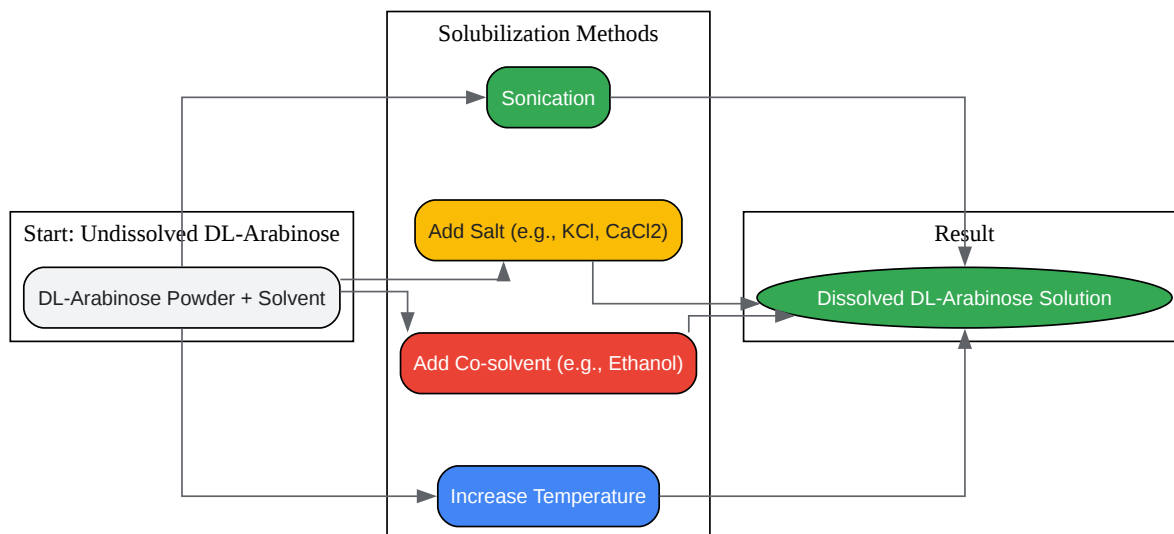 Solubilization Methods
Sonication
Start: Undissolved DL-Arabinose
DL-Arabinose Powder + Solvent
Add Salt (e.g., KCl, CaCl2)
Add Co-solvent (e.g., Ethanol)
Increase Temperature
Result
Dissolved DL-Arabinose Solution